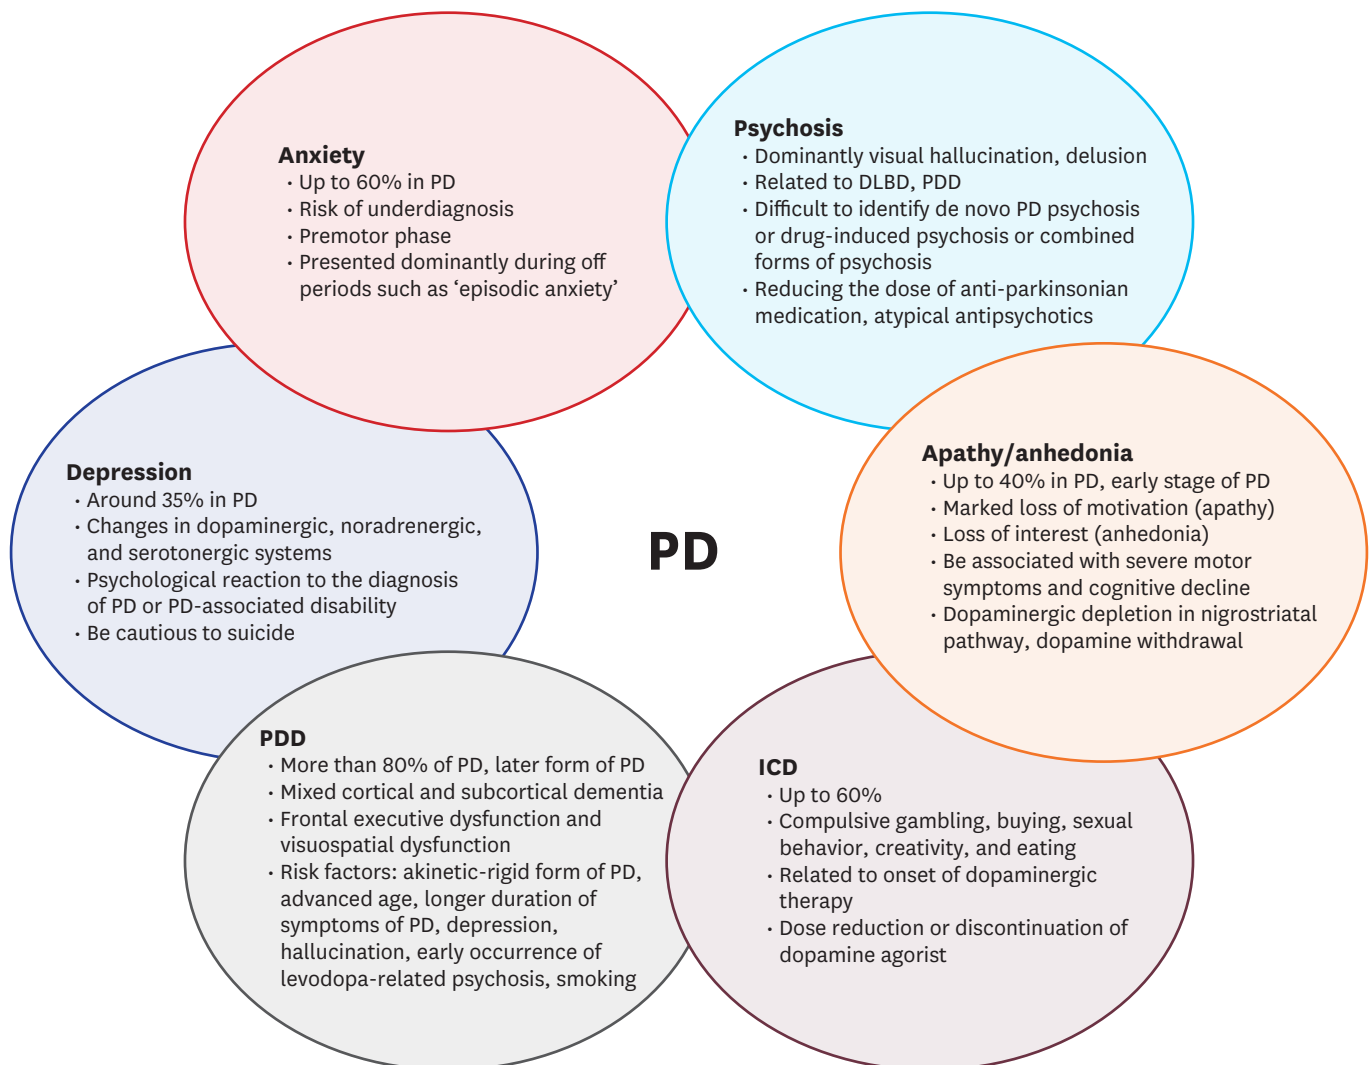 Anxiety
· Up to 60% in PD
· Risk of underdiagnosis
· Premotor phase
· Presented dominantly during off
periods such as ‘episodic anxiety’
Psychosis
· Dominantly visual hallucination, delusion
· Related to DLBD, PDD
· Difficult to identify de novo PD psychosis
or drug-induced psychosis or combined
forms of psychosis
· Reducing the dose of anti-parkinsonian
medication, atypical antipsychotics
Depression
· Around 35% in PD
· Changes in dopaminergic, noradrenergic,
and serotonergic systems
· Psychological reaction to the diagnosis
of PD or PD-associated disability
· Be cautious to suicide
PD
Apathy/anhedonia
· Up to 40% in PD, early stage of PD
· Marked loss of motivation (apathy)
· Loss of interest (anhedonia)
· Be associated with severe motor
symptoms and cognitive decline
· Dopaminergic depletion in nigrostriatal
pathway, dopamine withdrawal
PDD
· More than 80% of PD, later form of PD
· Mixed cortical and subcortical dementia
· Frontal executive dysfunction and
visuospatial dysfunction
· Risk factors: akinetic-rigid form of PD,
advanced age, longer duration of
symptoms of PD, depression,
hallucination, early occurrence of
levodopa-related psychosis, smoking
ICD
· Up to 60%
· Compulsive gambling, buying, sexual
behavior, creativity, and eating
· Related to onset of dopaminergic
therapy
· Dose reduction or discontinuation of
dopamine agorist